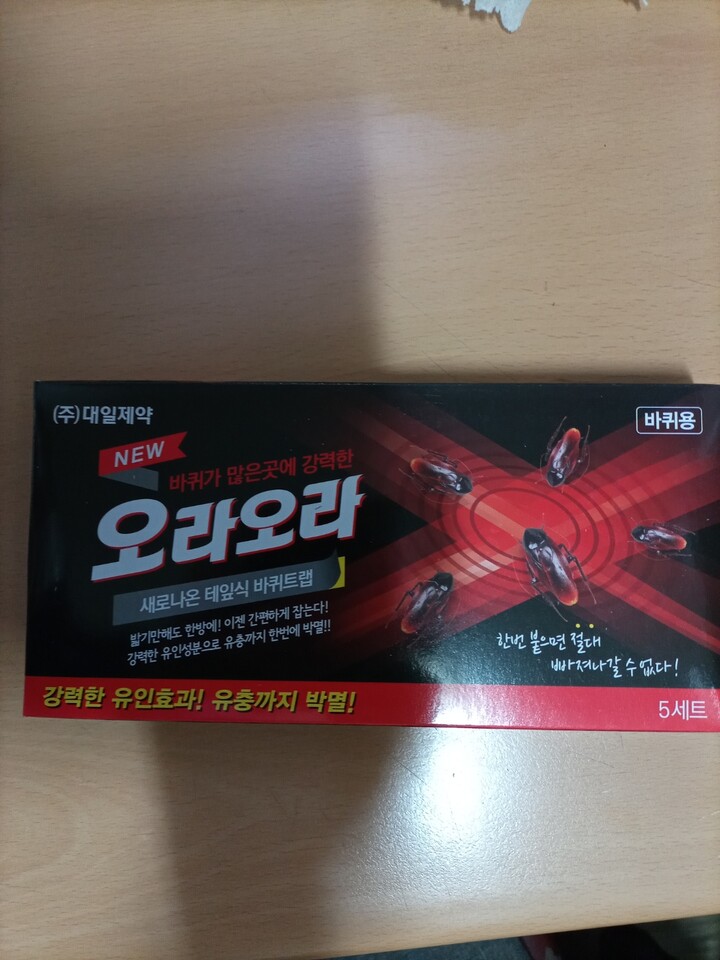 (주)대일제약
바퀴용
NEW
바퀴가 많은곳에 강력한
오라오라
새로나온 테잎식 바퀴트랩
밟기만해도 한방에! 이젠 간편하게 잡는다!
강력한 유인성분으로 유충까지 한번에 박멸!!
한번 붙으면 절대
빠져나갈 수 없다!
강력한 유인효과! 유충까지 박멸!
5세트